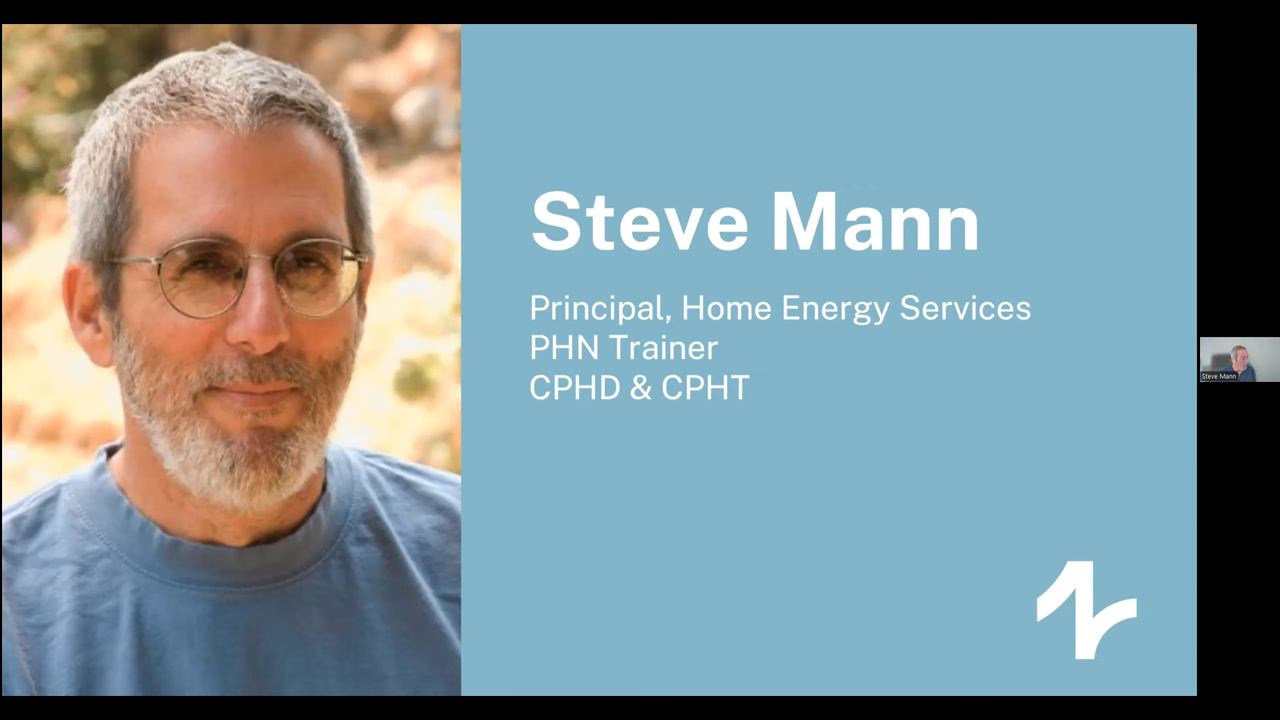 Steve Mann
Principal, Home Energy Services
PHN Trainer
CPHD & CPHT
Steve Mann